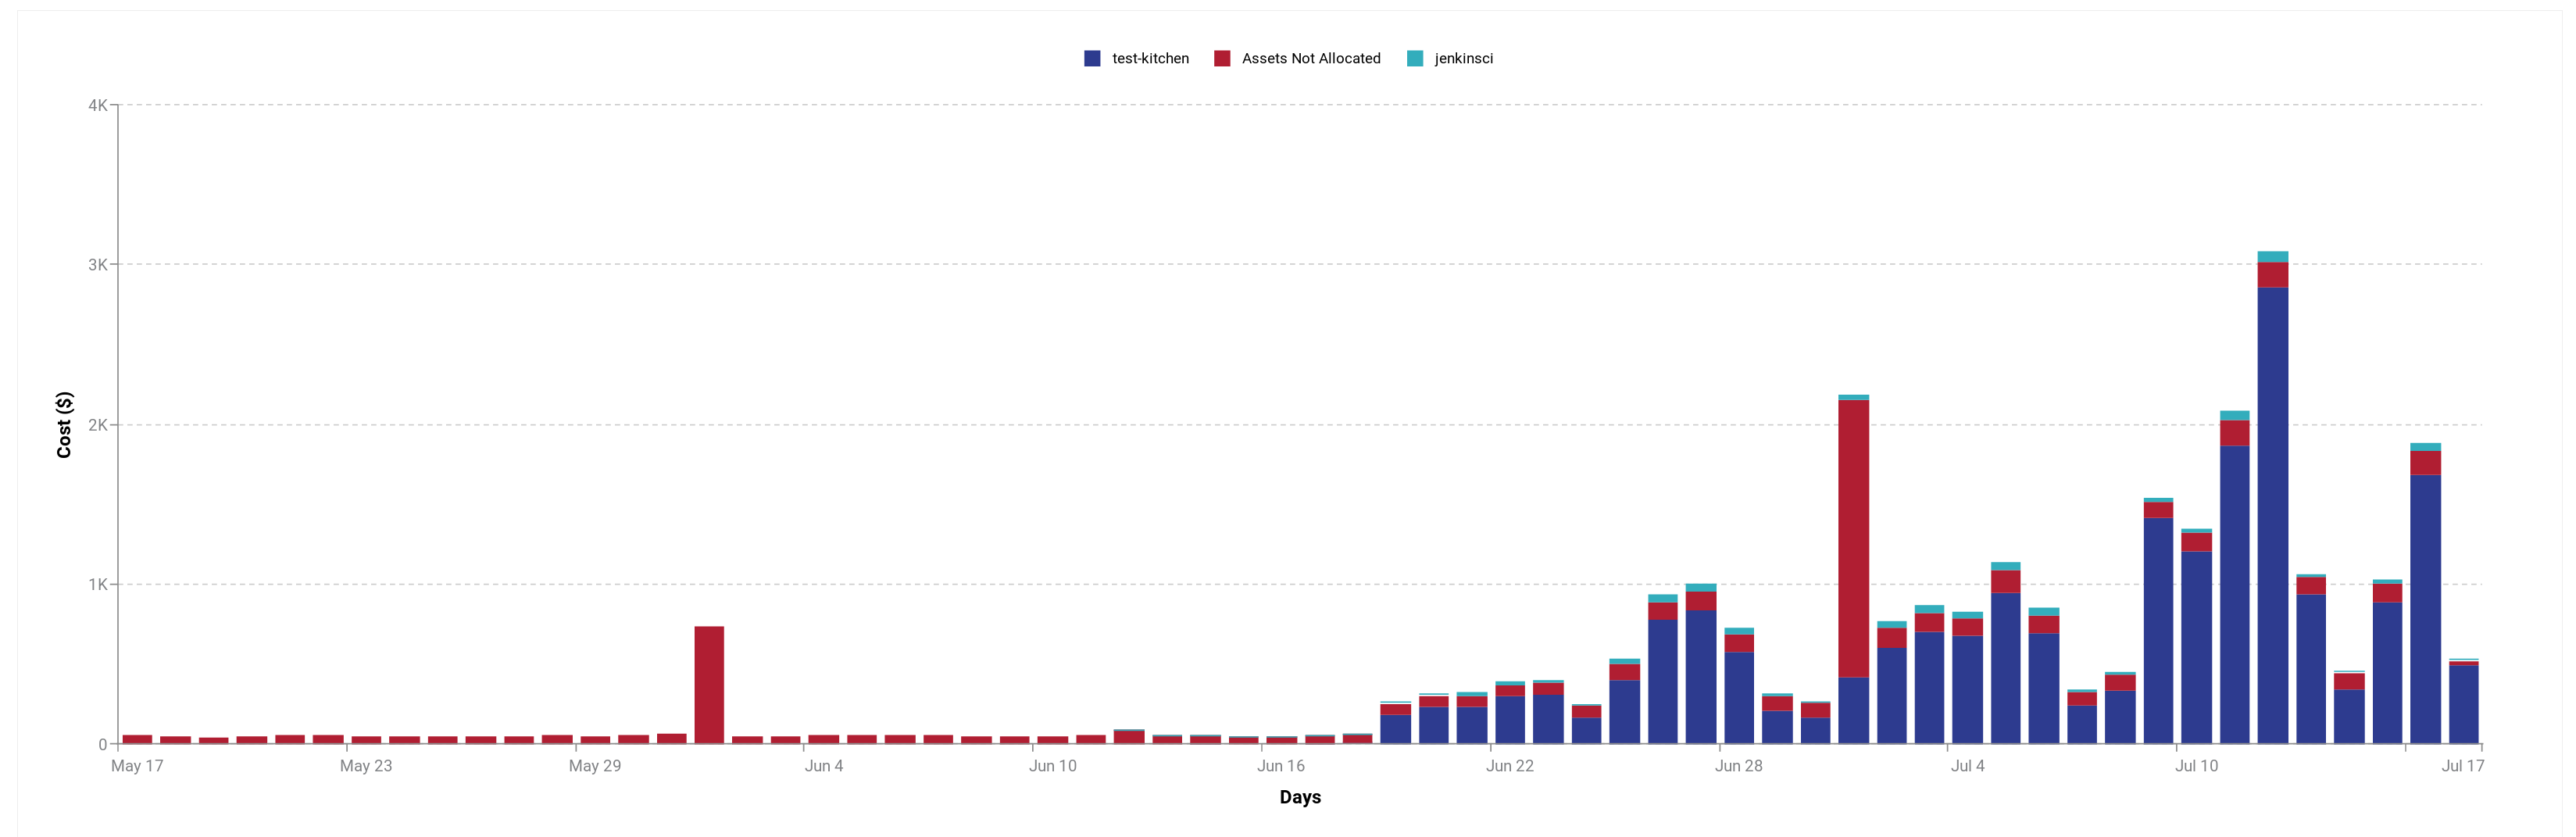 test-kitchen Assets Not Allocated jenkinsci
4K
3K
2K
1K
0
Cost ($)
May 17 May 23 May 29 Jun 4 Jun 10 Jun 16 Jun 22 Jun 28 Jul 4 Jul 10 Jul 17
Days